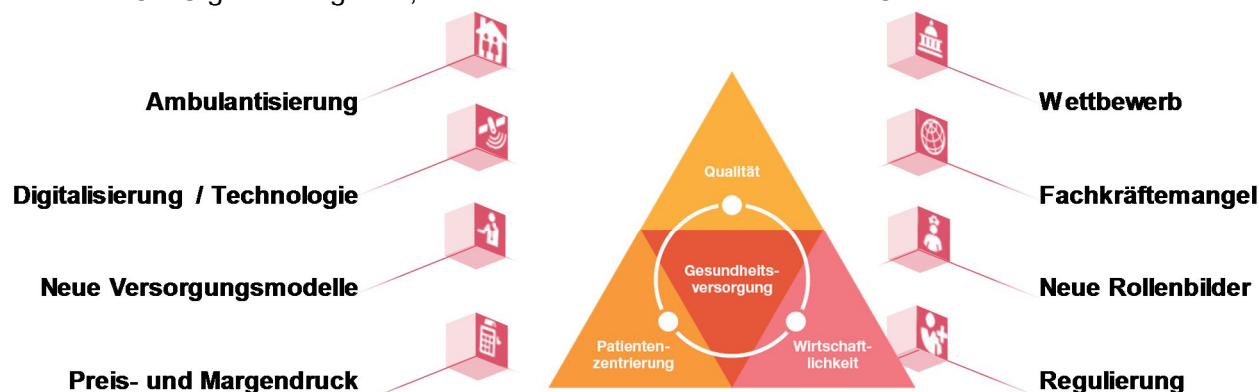 Ambulantisierung
Digitalisierung / Technologie
Neue Versorgungsmodelle
Preis- und Margendruck
Qualität
Gesundheits-
versorgung
Patienten-
zentrierung
Wirtschaft-
lichkeit
Wettbewerb
Fachkräftemangel
Neue Rollenbilder
Regulierung